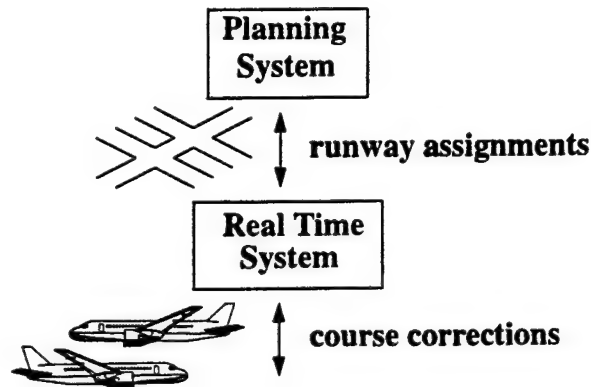 Planning
System
runway assignments
Real Time
System
course corrections